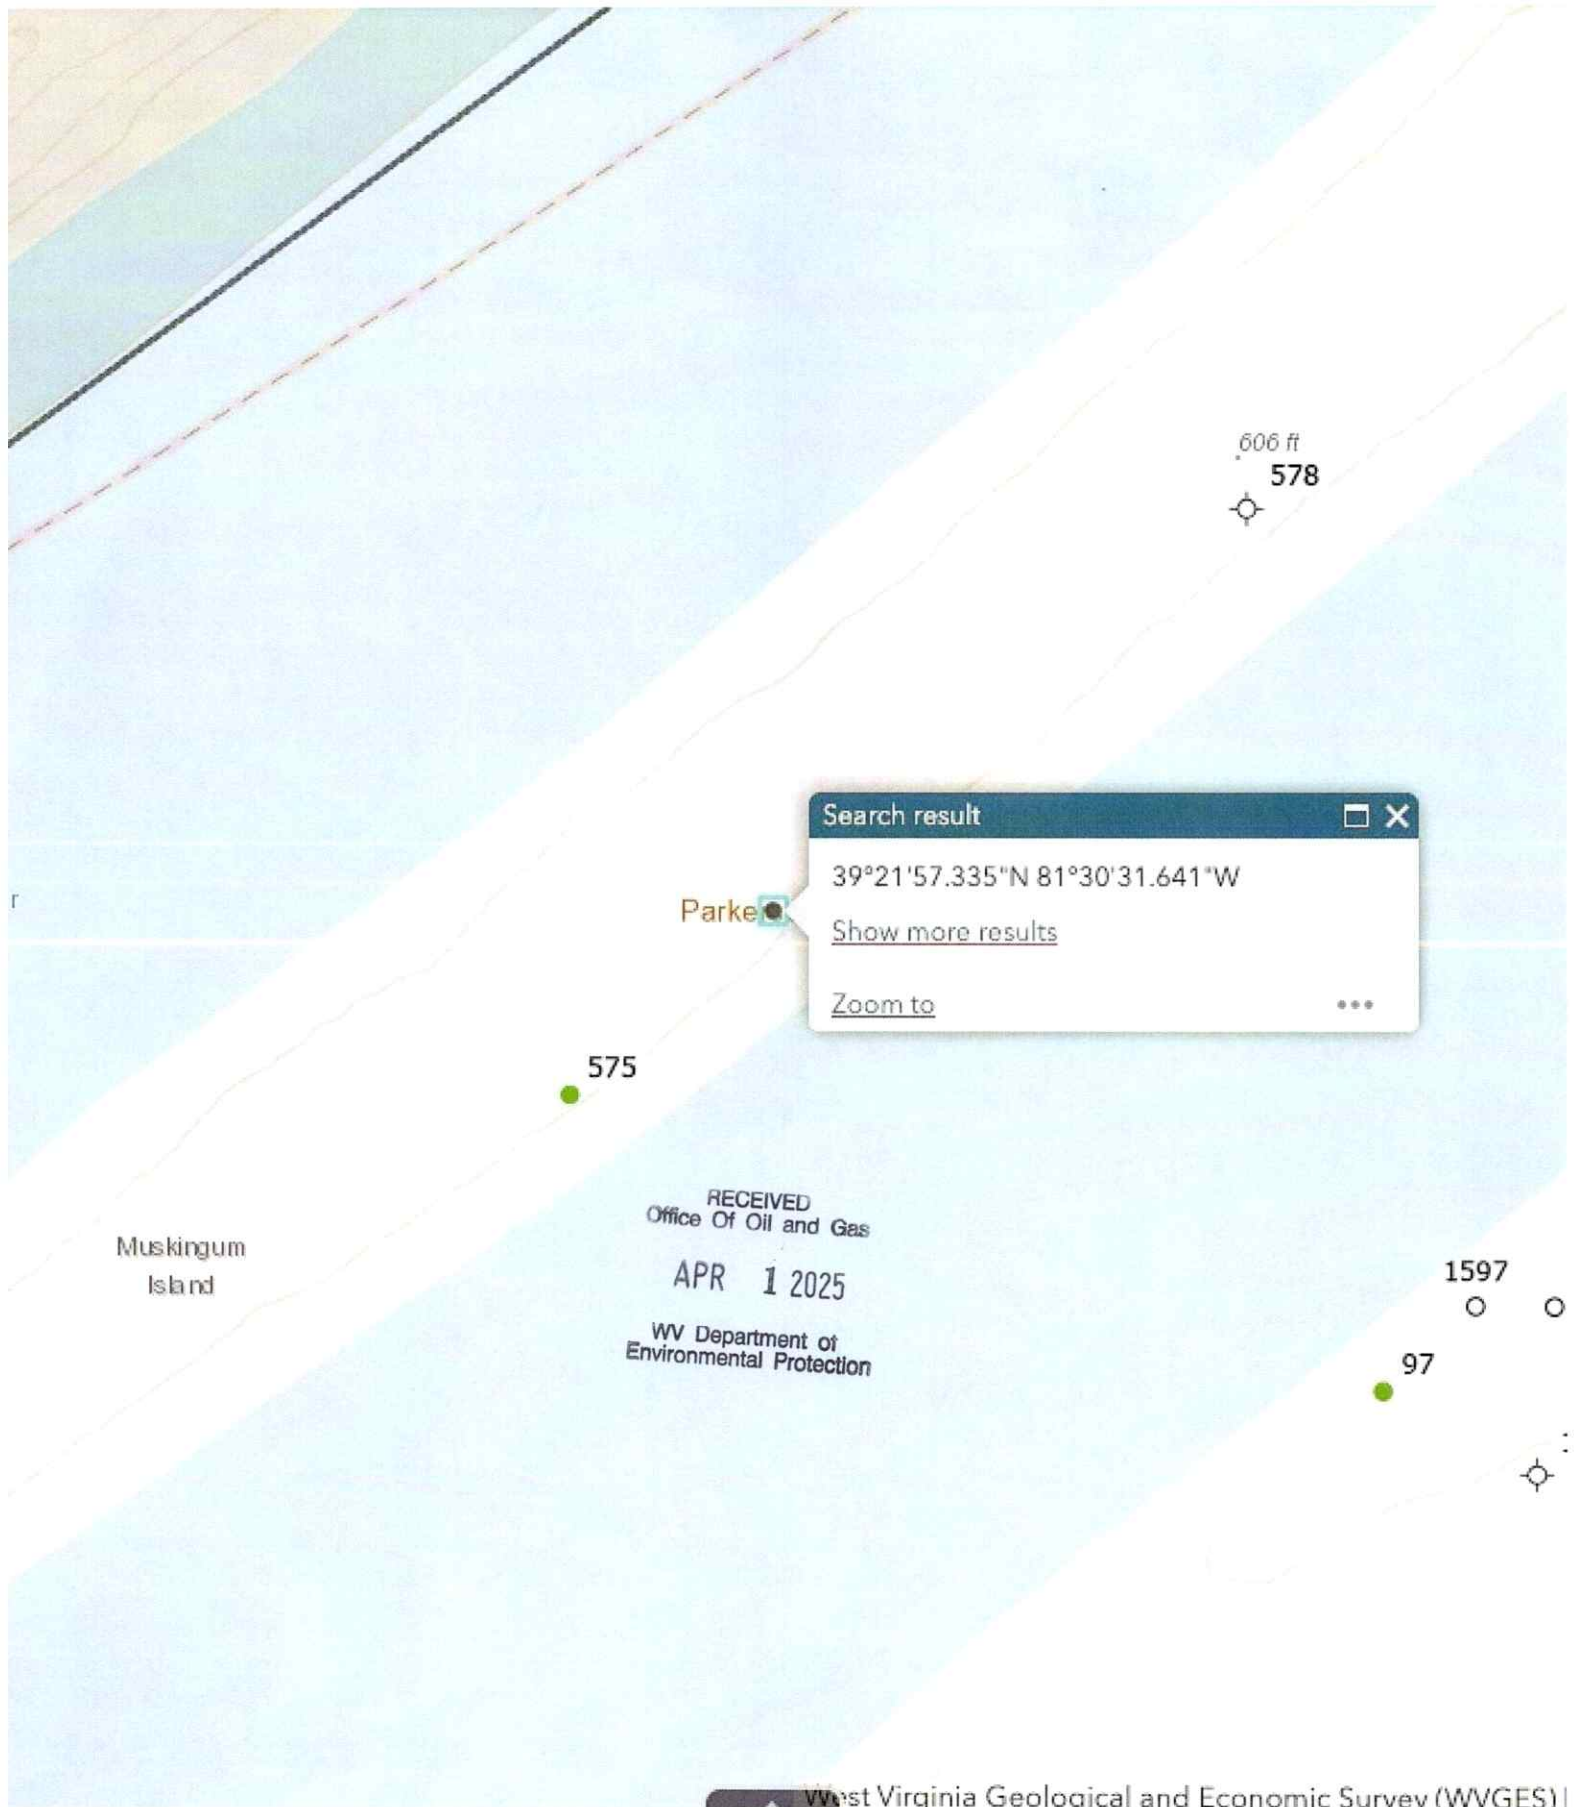 606 ft
578
Search result
39°21'57.335"N 81°30'31.641"W
r
Parke
Show more results
Zoom to
575
RECEIVED
Office Of Oil and Gas
APR 1 2025
WV Department of
Environmental Protection
Muskingum
Island
1597
97
West Virginia Geological and Economic Survey (WVGES) |